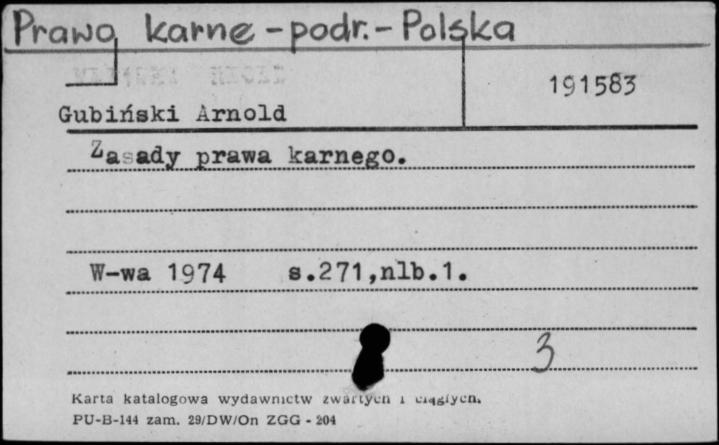 Prawo karne - podr. - Polska
191583
Gubiński Arnold
Zasady prawa karnego.
W-wa 1974 s.271,nlb.1.
3
Karta katalogowa wydawnictw zwartych i ciągłych.
PU-B-144 zam. 29/DW/On ZGG - 204